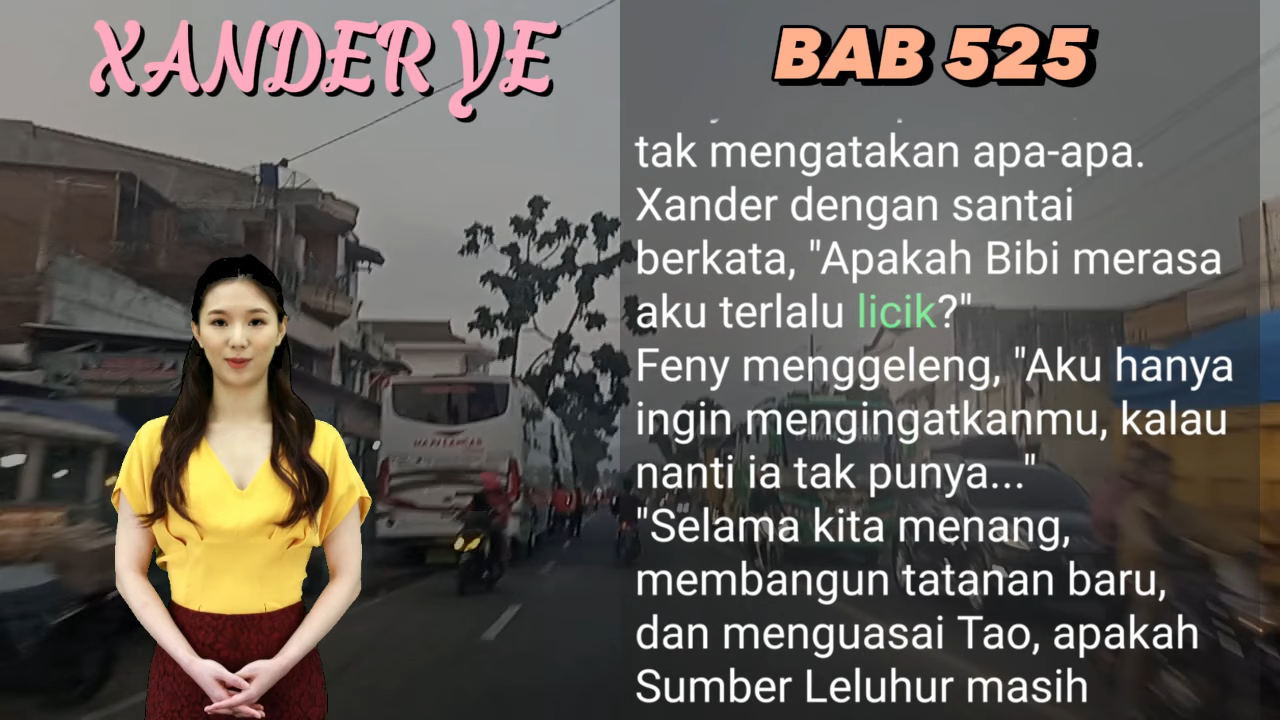 XANDER YE
BAB 525
tak mengatakan apa-apa.
Xander dengan santai
berkata, "Apakah Bibi merasa
aku terlalu licik?"
Feny menggeleng, "Aku hanya
ingin mengingatkanmu, kalau
nanti ia tak punya..."
"Selama kita menang,
membangun tatanan baru,
dan menguasai Tao, apakah
Sumber Leluhur masih